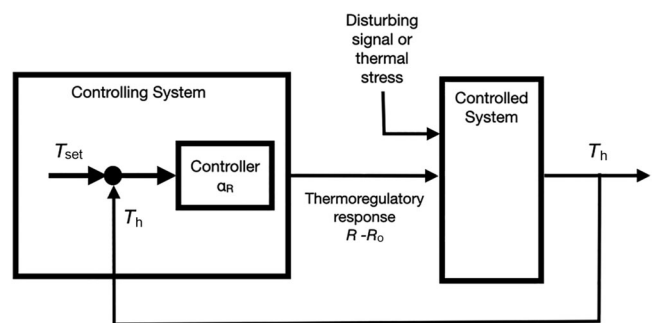 Disturbing
signal or
thermal
stress
Controlling System
Controlled
System
Tset
Controller
αR
Th
Th
Thermoregulatory
response
R -Ro